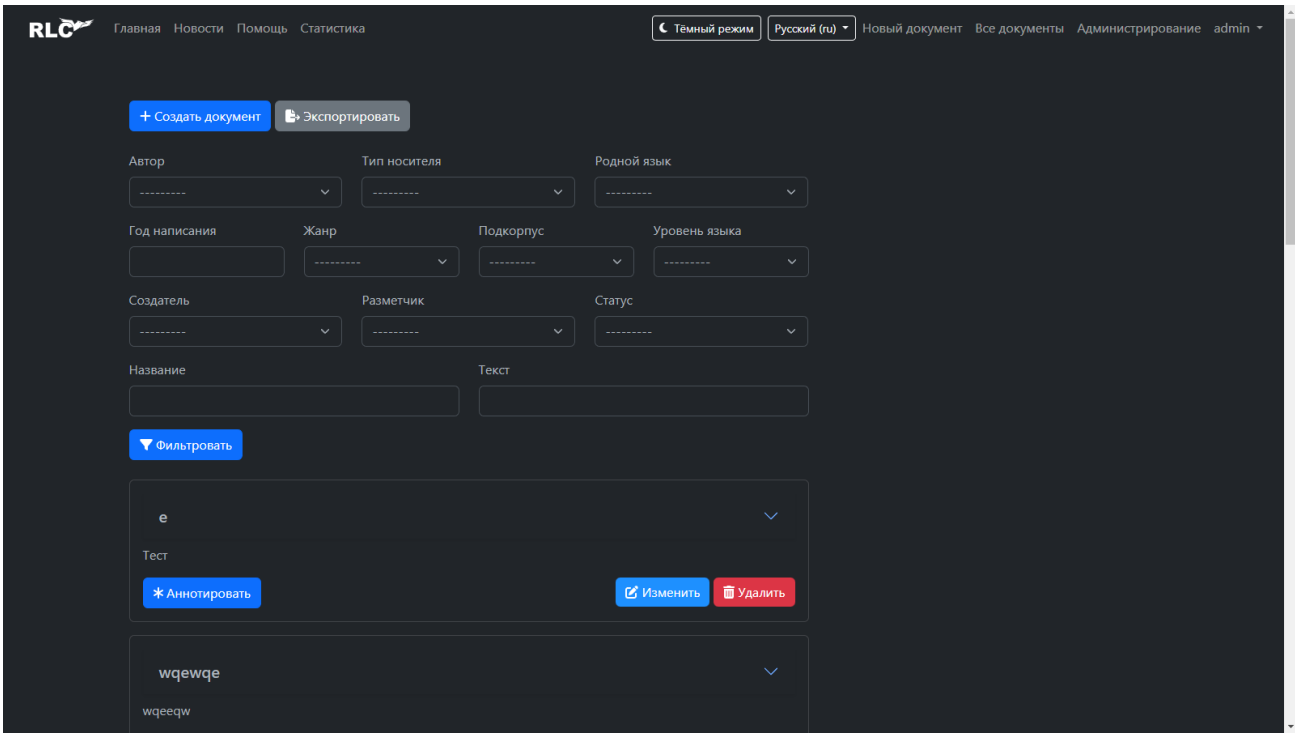 RLC Главная Новости Помощь Статистика Тёмный режим Русский (ru) Новый документ Все документы Администрирование admin
+ Создать документ Экспортировать
Автор Тип носителя Родной язык
--------- --------- ---------
Год написания Жанр Подкорпус Уровень языка
--------- --------- ---------
Создатель Разметчик Статус
--------- --------- ---------
Название Текст
Фильтровать
e
Тест
Аннотировать Изменить Удалить
wqewqe
wqeeqw